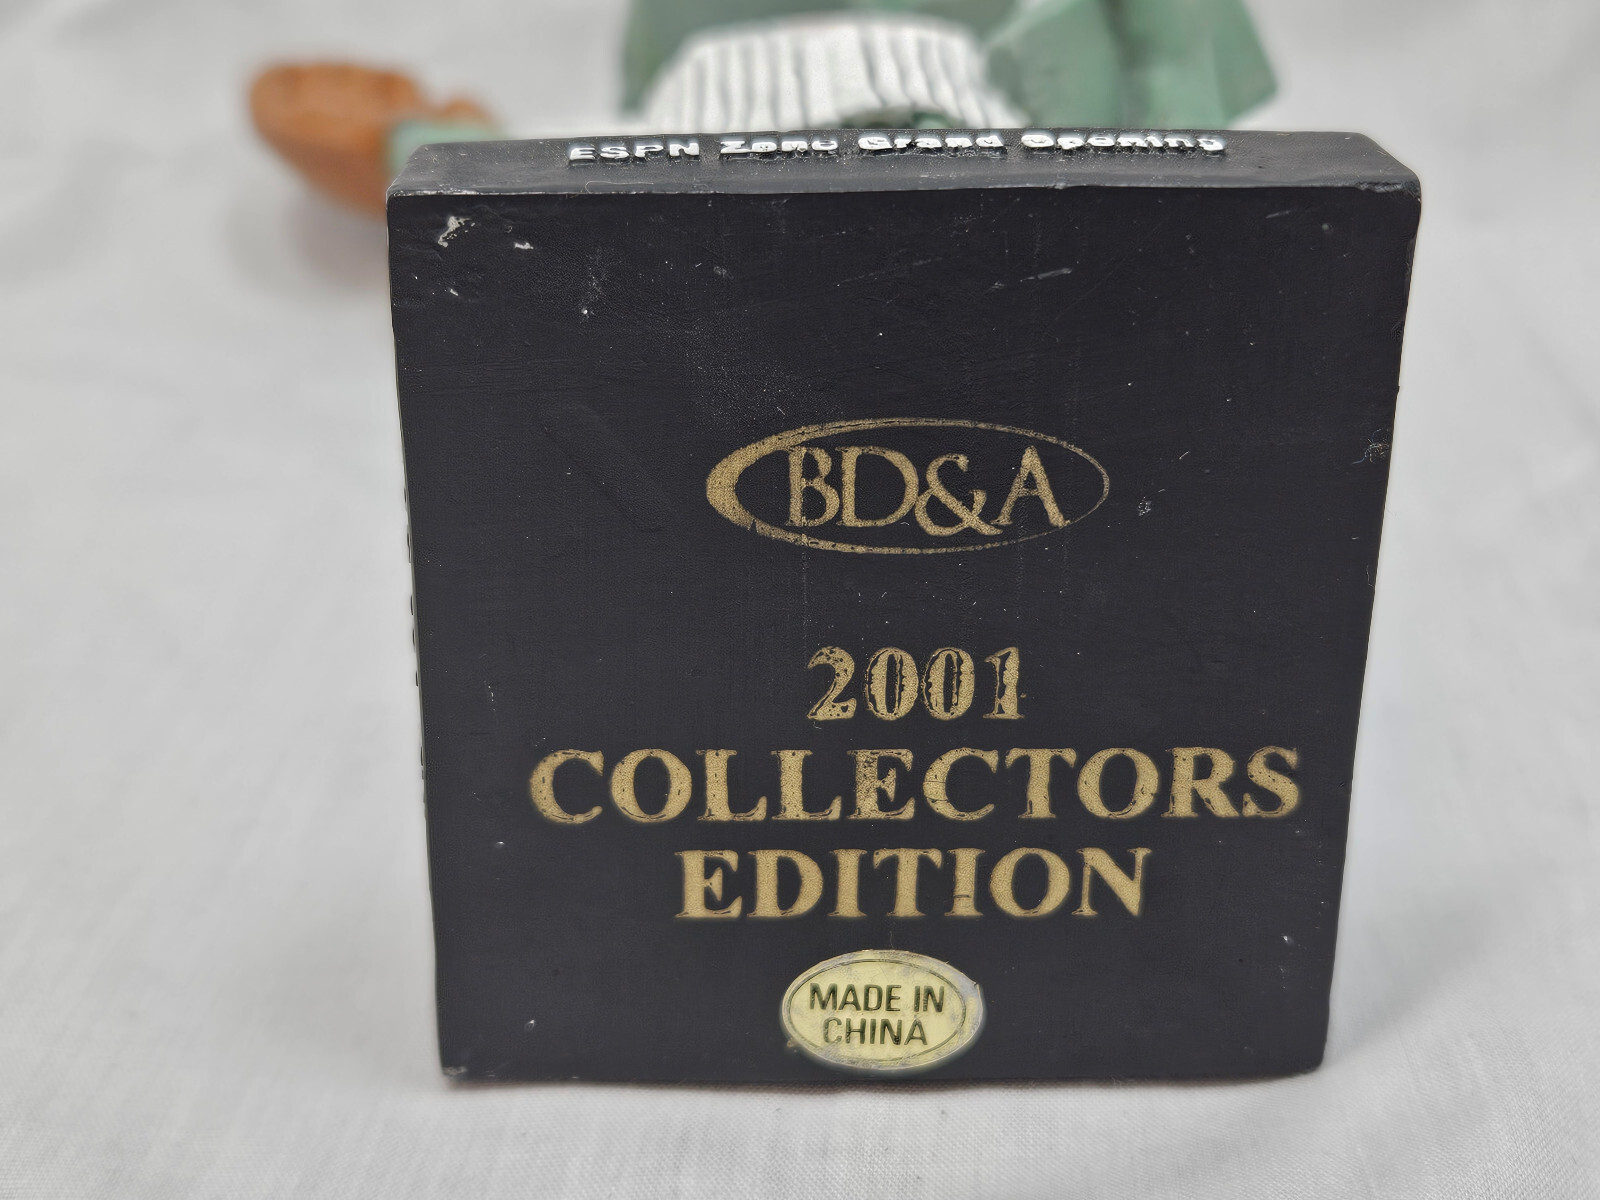 ESPN Zone Grand Opening
BD&A
2001
COLLECTORS
EDITION
MADE IN
CHINA